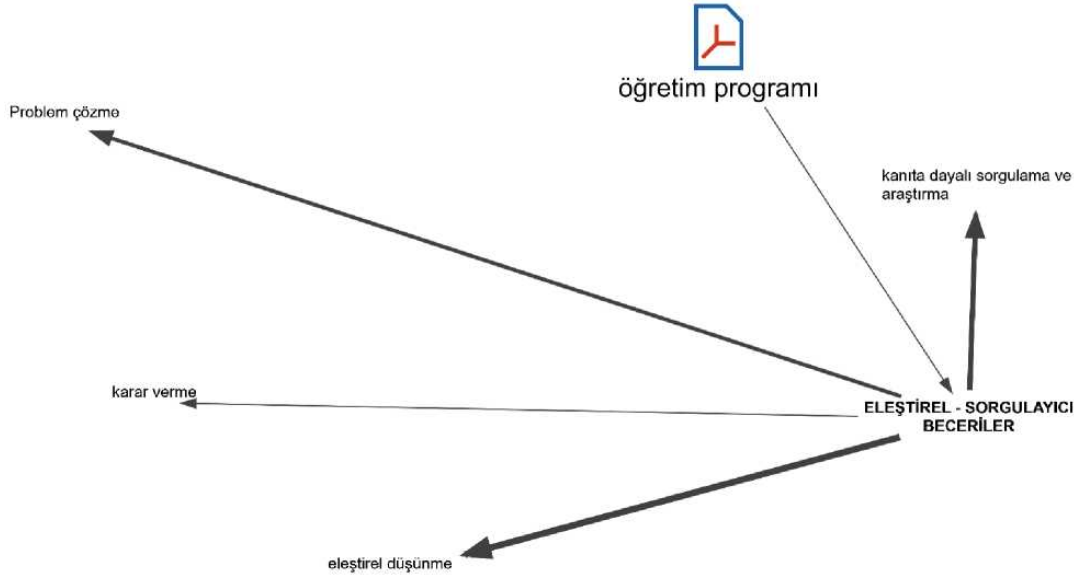 öğretim programı
Problem çözme
kanıta dayalı sorgulama ve
araştırma
karar verme
ELEŞTİREL - SORGULAYICI
BECERİLER
eleştirel düşünme